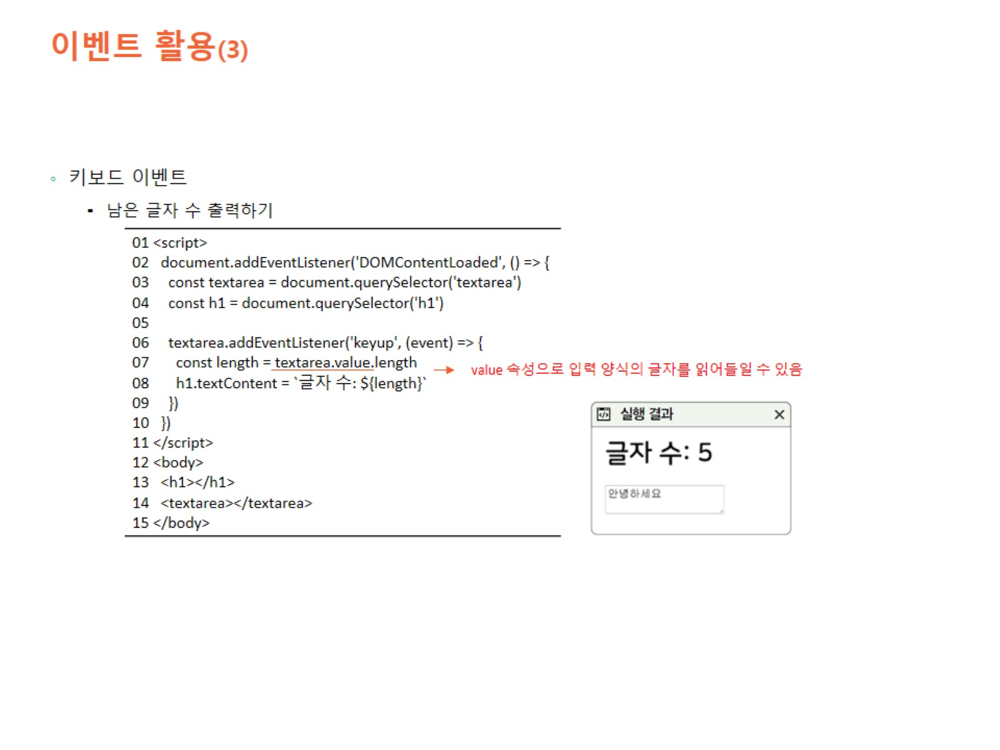 이벤트 활용(3)
◦ 키보드 이벤트
▪ 남은 글자 수 출력하기
01 <script>
02 document.addEventListener('DOMContentLoaded', () => {
03 const textarea = document.querySelector('textarea')
04 const h1 = document.querySelector('h1')
05
06 textarea.addEventListener('keyup', (event) => {
07 const length = textarea.value.length
value 속성으로 입력 양식의 글자를 읽어들일 수 있음
08 h1.textContent = `글자 수: ${length}`
09 })
10 })
11 </script>
12 <body>
13 <h1></h1>
14 <textarea></textarea>
15 </body>
실행 결과
글자 수: 5
안녕하세요